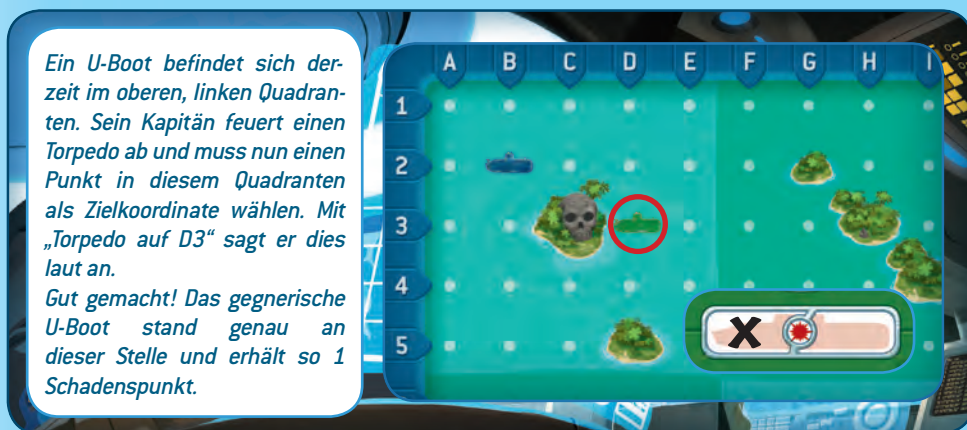 Ein U-Boot befindet sich der-
zeit im oberen, linken Quadran-
ten. Sein Kapitän feuert einen
Torpedo ab und muss nun einen
Punkt in diesem Quadranten
als Zielkoordinate wählen. Mit
„Torpedo auf D3“ sagt er dies
laut an.
Gut gemacht! Das gegnerische
U-Boot stand genau an
dieser Stelle und erhält so 1
Schadenspunkt.
A B C D E F G H I
1
2
3
4
5
X